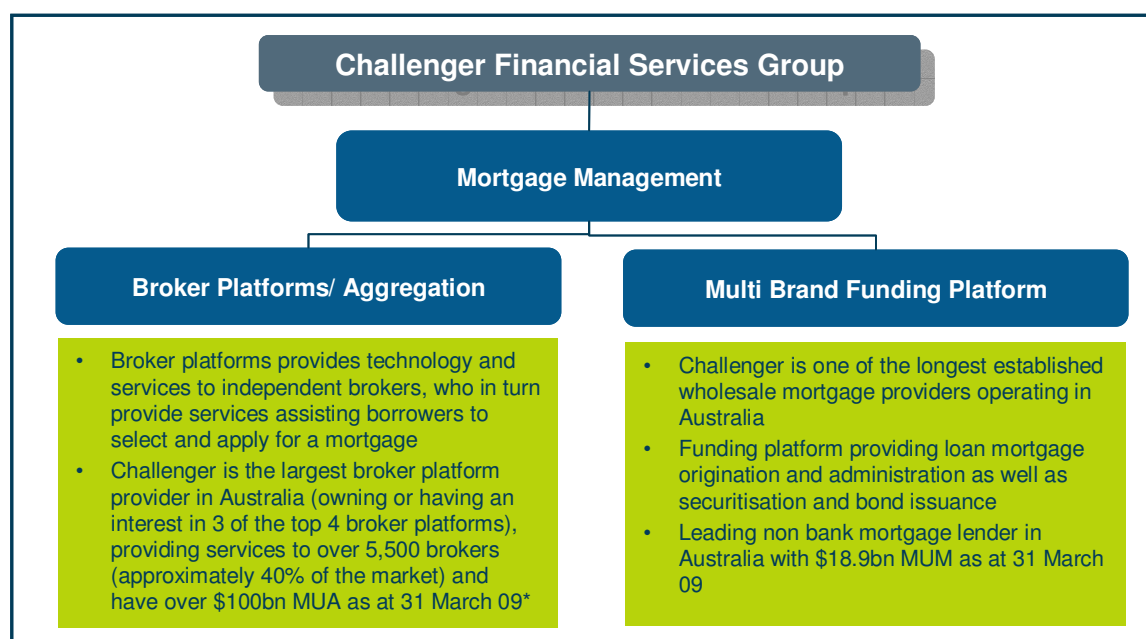 Challenger Financial Services Group
Mortgage Management
Broker Platforms/ Aggregation
• Broker platforms provides technology and
services to independent brokers, who in turn
provide services assisting borrowers to
select and apply for a mortgage
• Challenger is the largest broker platform
provider in Australia (owning or having an
interest in 3 of the top 4 broker platforms),
providing services to over 5,500 brokers
(approximately 40% of the market) and
have over $100bn MUA as at 31 March 09*
Multi Brand Funding Platform
• Challenger is one of the longest established
wholesale mortgage providers operating in
Australia
• Funding platform providing loan mortgage
origination and administration as well as
securitisation and bond issuance
• Leading non bank mortgage lender in
Australia with $18.9bn MUM as at 31 March
09